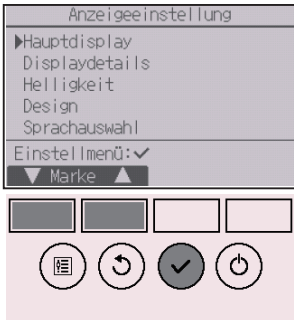 Anzeigeeinstellung
▶Hauptdisplay
Displaydetails
Helligkeit
Design
Sprachauswahl
Einstellmenü:✓
▼ Marke ▲